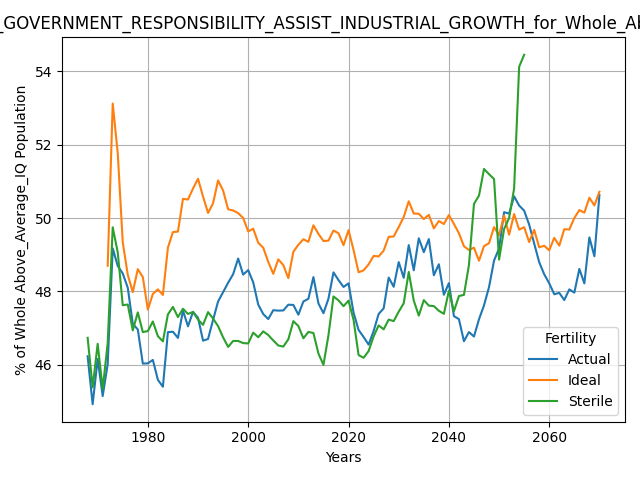 _GOVERNMENT_RESPONSIBILITY_ASSIST_INDUSTRIAL_GROWTH_for_Whole_Ab
% of Whole Above_Average_IQ Population
54
52
50
48
46
1980
2000
2020
2040
2060
Years
Fertility
Actual
Ideal
Sterile